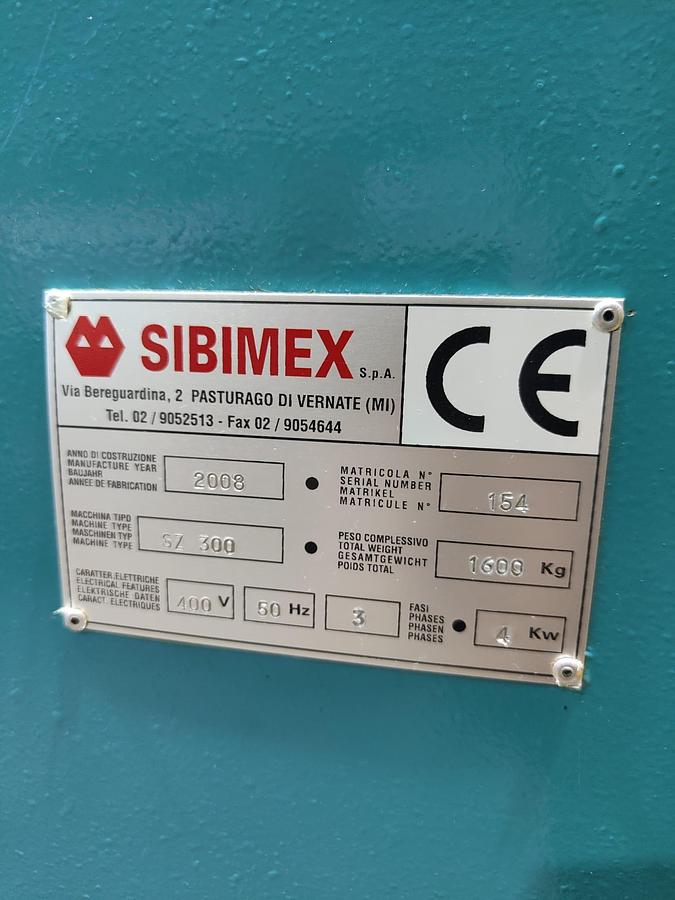 SIBIMEX S.p.A.
Via Bereguardina, 2 PASTURAGO DI VERNATE (MI)
Tel. 02 / 9052513 - Fax 02 / 9054644
CE
ANNO DI COSTRUZIONE
MANUFACTURE YEAR
BAUJAHR
ANNEE DE FABRICATION
2008
MATRICOLA N°
SERIAL NUMBER
MATRIKEL
MATRICULE N°
154
MACCHINA TIPO
MACHINE TYPE
MASCHINEN TYP
MACHINE TYPE
SZ 300
PESO COMPLESSIVO
TOTAL WEIGHT
GESAMTGEWICHT
POIDS TOTAL
1600 Kg
CARATTER.ELETTRICHE
ELECTRICAL FEATURES
ELEKTRISCHE DATEN
CARACT. ELECTRIQUES
400 V
50 Hz
3
FASI
PHASES
PHASEN
PHASES
4 Kw